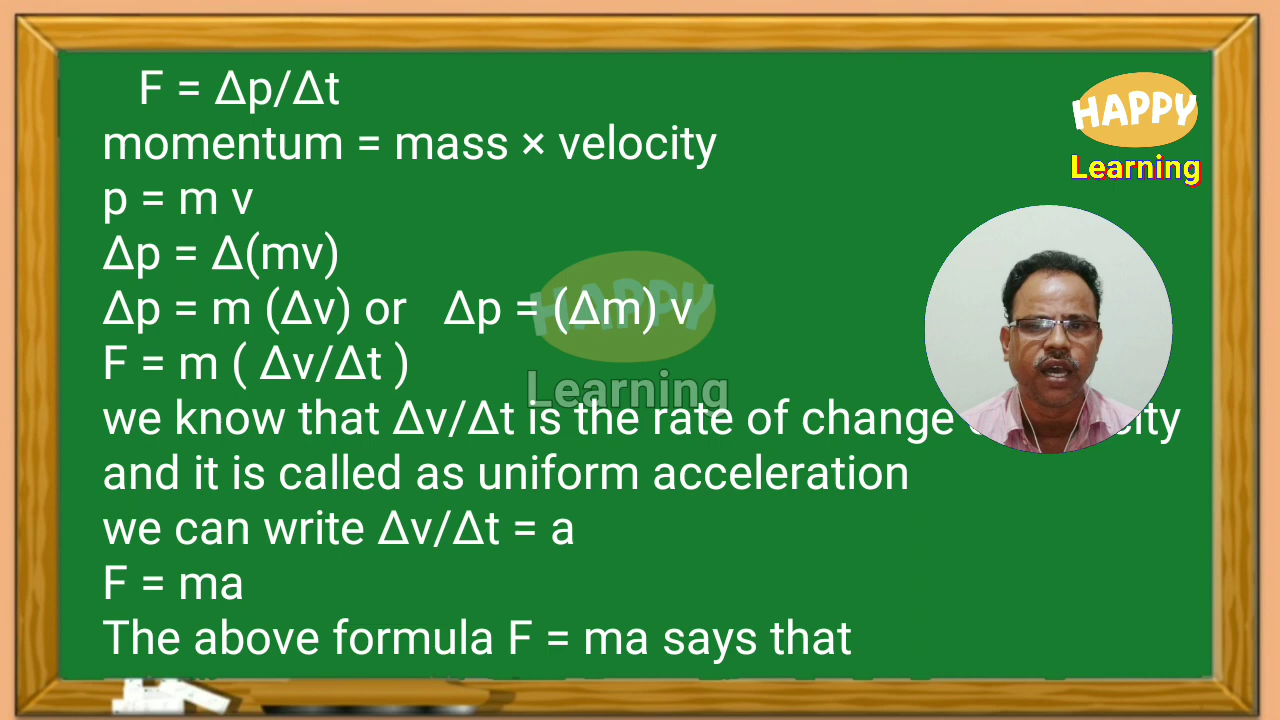 F = Δp/Δt
momentum = mass × velocity
p = m v
Δp = Δ(mv)
Δp = m (Δv) or Δp = (Δm) v
F = m ( Δv/Δt )
we know that Δv/Δt is the rate of change
and it is called as uniform acceleration
we can write Δv/Δt = a
F = ma
The above formula F = ma says that
HAPPY
Learning
HAPPY
Learning